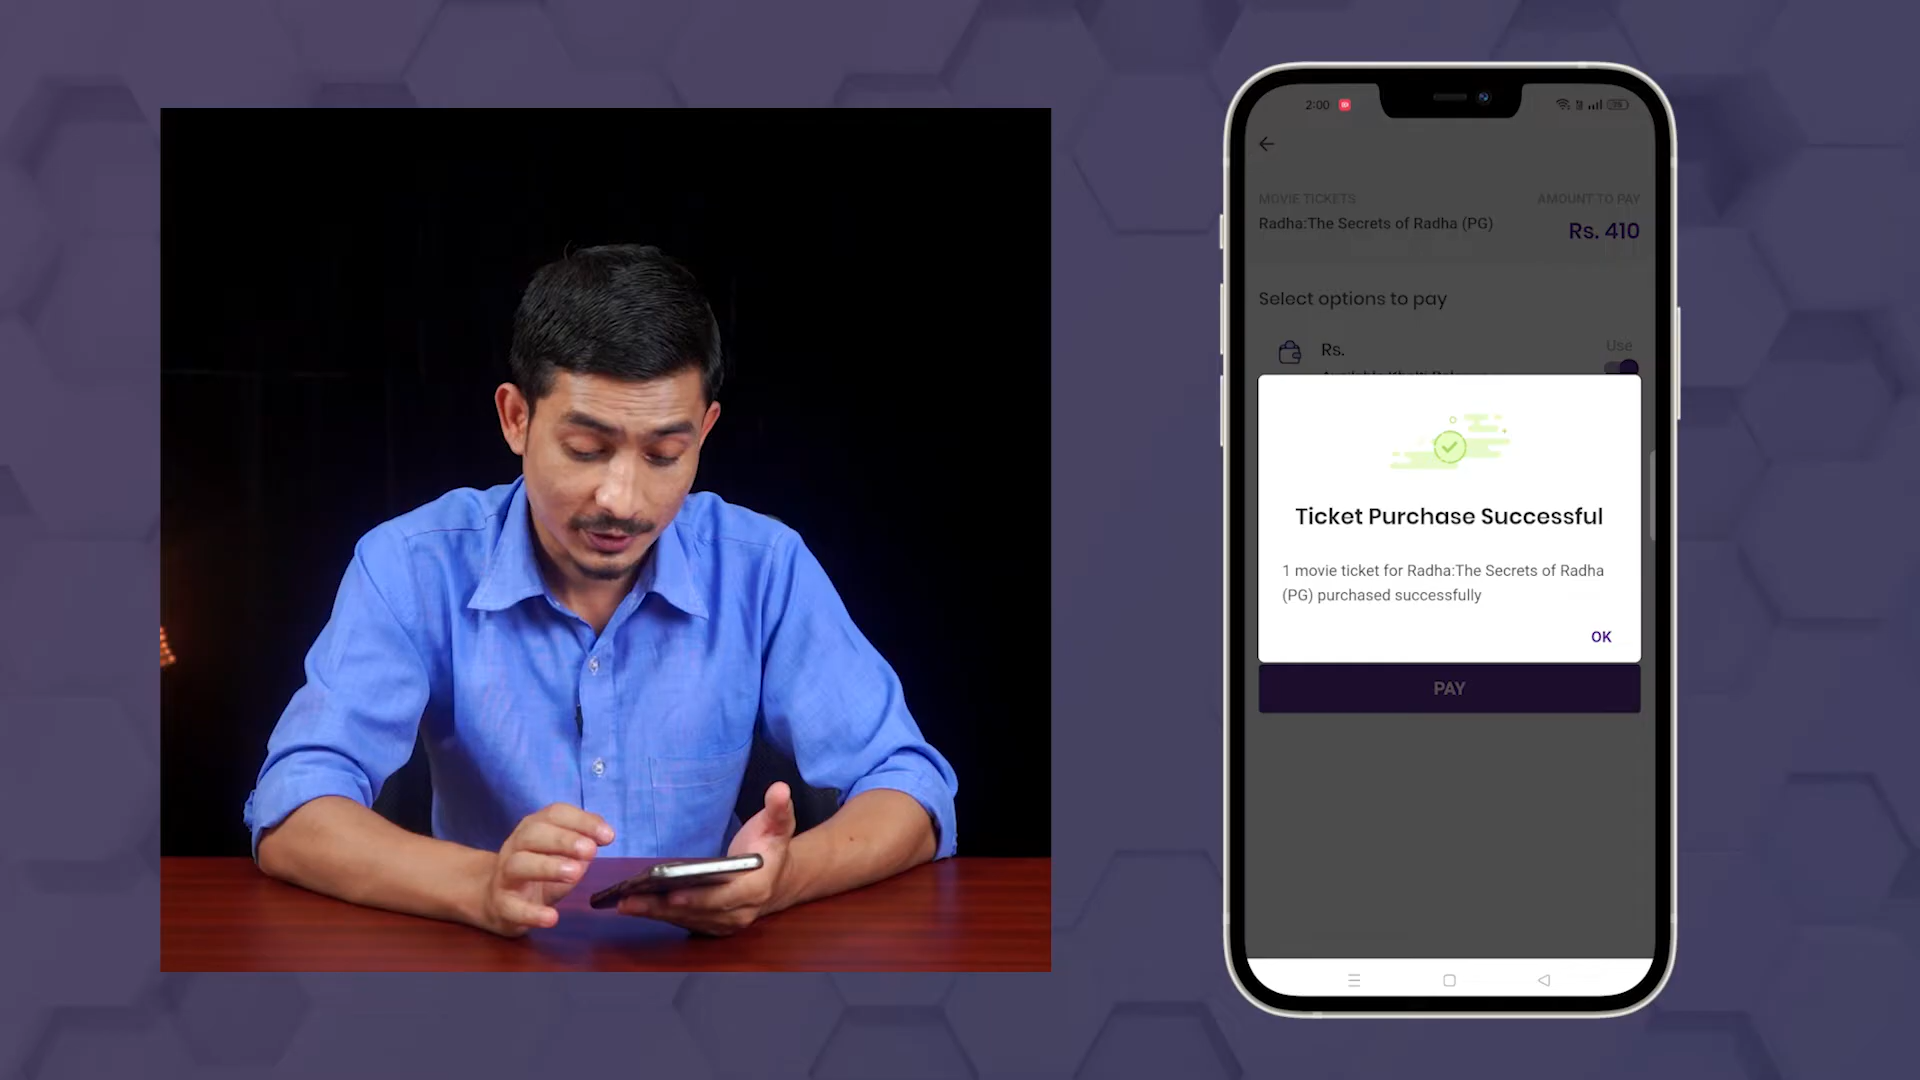 2:00
MOVIE TICKETS
AMOUNT TO PAY
Radha:The Secrets of Radha (PG)
Rs. 410
Select options to pay
Rs.
Use
Ticket Purchase Successful
1 movie ticket for Radha:The Secrets of Radha
(PG) purchased successfully
OK
PAY